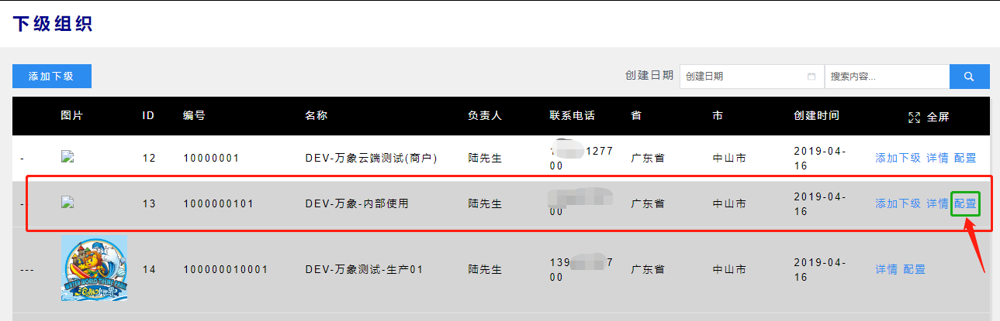 下级组织
添加下级
创建日期 创建日期 搜索内容...
图片 ID 编号 名称 负责人 联系电话 省 市 创建时间 全屏
- 12 10000001 DEV-万象云端测试(商户) 陆先生 1277 广东省 中山市 2019-04- 添加下级 详情 配置
00 16
-- 13 1000000101 DEV-万象-内部使用 陆先生 广东省 中山市 2019-04- 添加下级 详情 配置
00 16
WATER WORLD THEME PARK
水世界
--- 14 100000010001 DEV-万象测试-生产01 陆先生 139 7 广东省 中山市 2019-04- 详情 配置
00 16